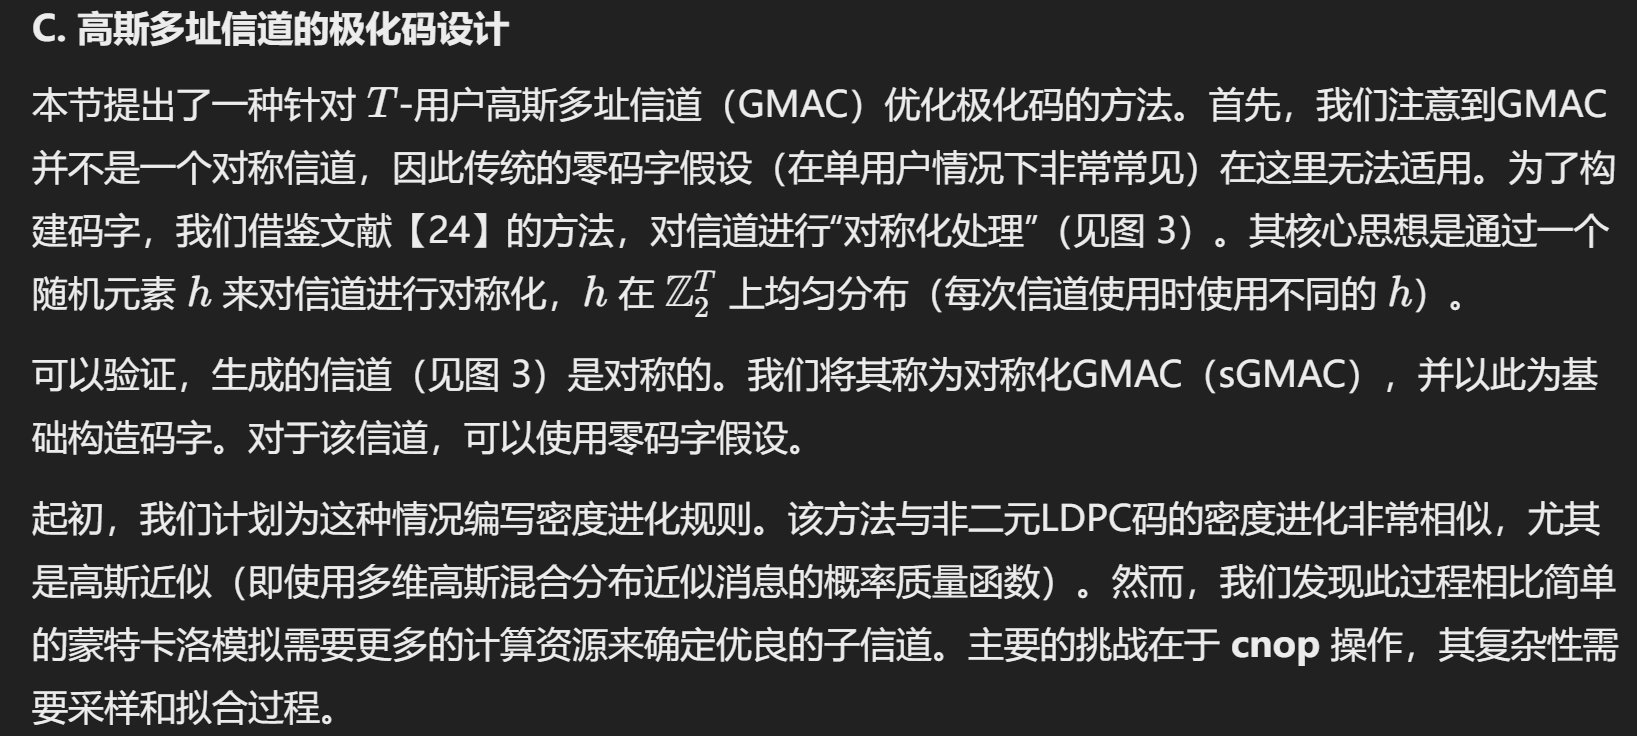 C. 高斯多址信道的极化码设计
本节提出了一种针对 T-用户高斯多址信道（GMAC）优化极化码的方法。首先，我们注意到GMAC
并不是一个对称信道，因此传统的零码字假设（在单用户情况下非常常见）在这里无法适用。为了构
建码字，我们借鉴文献【24】的方法，对信道进行“对称化处理”（见图 3）。其核心思想是通过一个
随机元素 h 来对信道进行对称化，h 在 ℤ₂ᵀ 上均匀分布（每次信道使用时使用不同的 h）。
可以验证，生成的信道（见图 3）是对称的。我们将其称为对称化GMAC（sGMAC），并以此为基
础构造码字。对于该信道，可以使用零码字假设。
起初，我们计划为这种情况编写密度进化规则。该方法与非二元LDPC码的密度进化非常相似，尤其
是高斯近似（即使用多维高斯混合分布近似消息的概率质量函数）。然而，我们发现此过程相比简单
的蒙特卡洛模拟需要更多的计算资源来确定优良的子信道。主要的挑战在于 cnop 操作，其复杂性需
要采样和拟合过程。